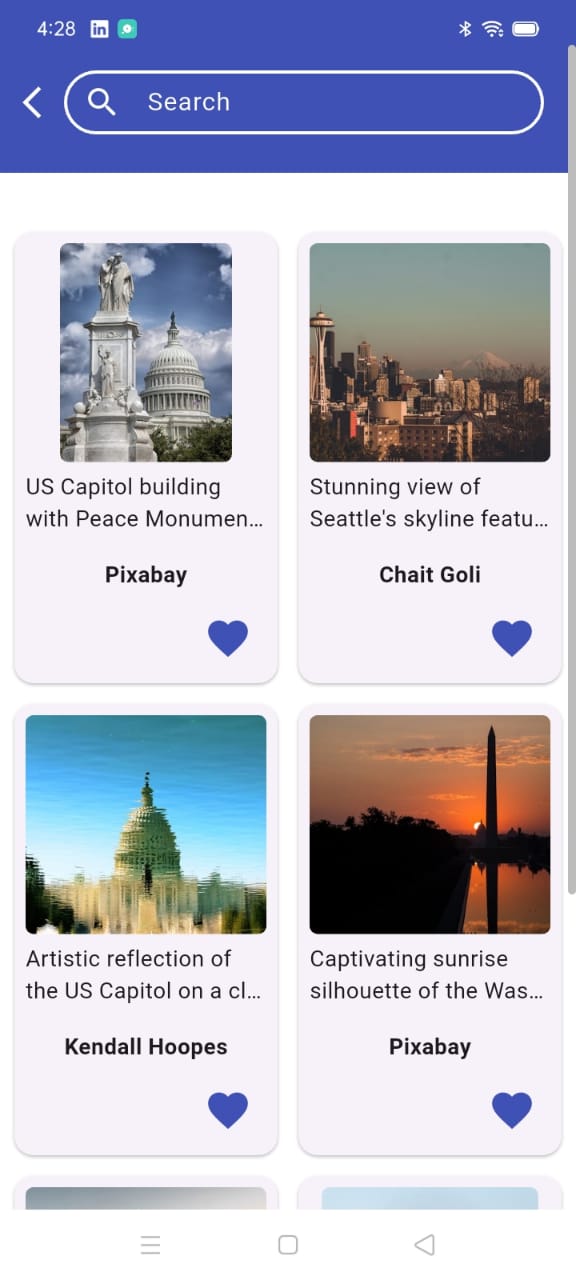 4:28
Search
US Capitol building
with Peace Monumen...
Pixabay
Stunning view of
Seattle's skyline featu...
Chait Goli
Artistic reflection of
the US Capitol on a cl...
Kendall Hoopes
Captivating sunrise
silhouette of the Was...
Pixabay